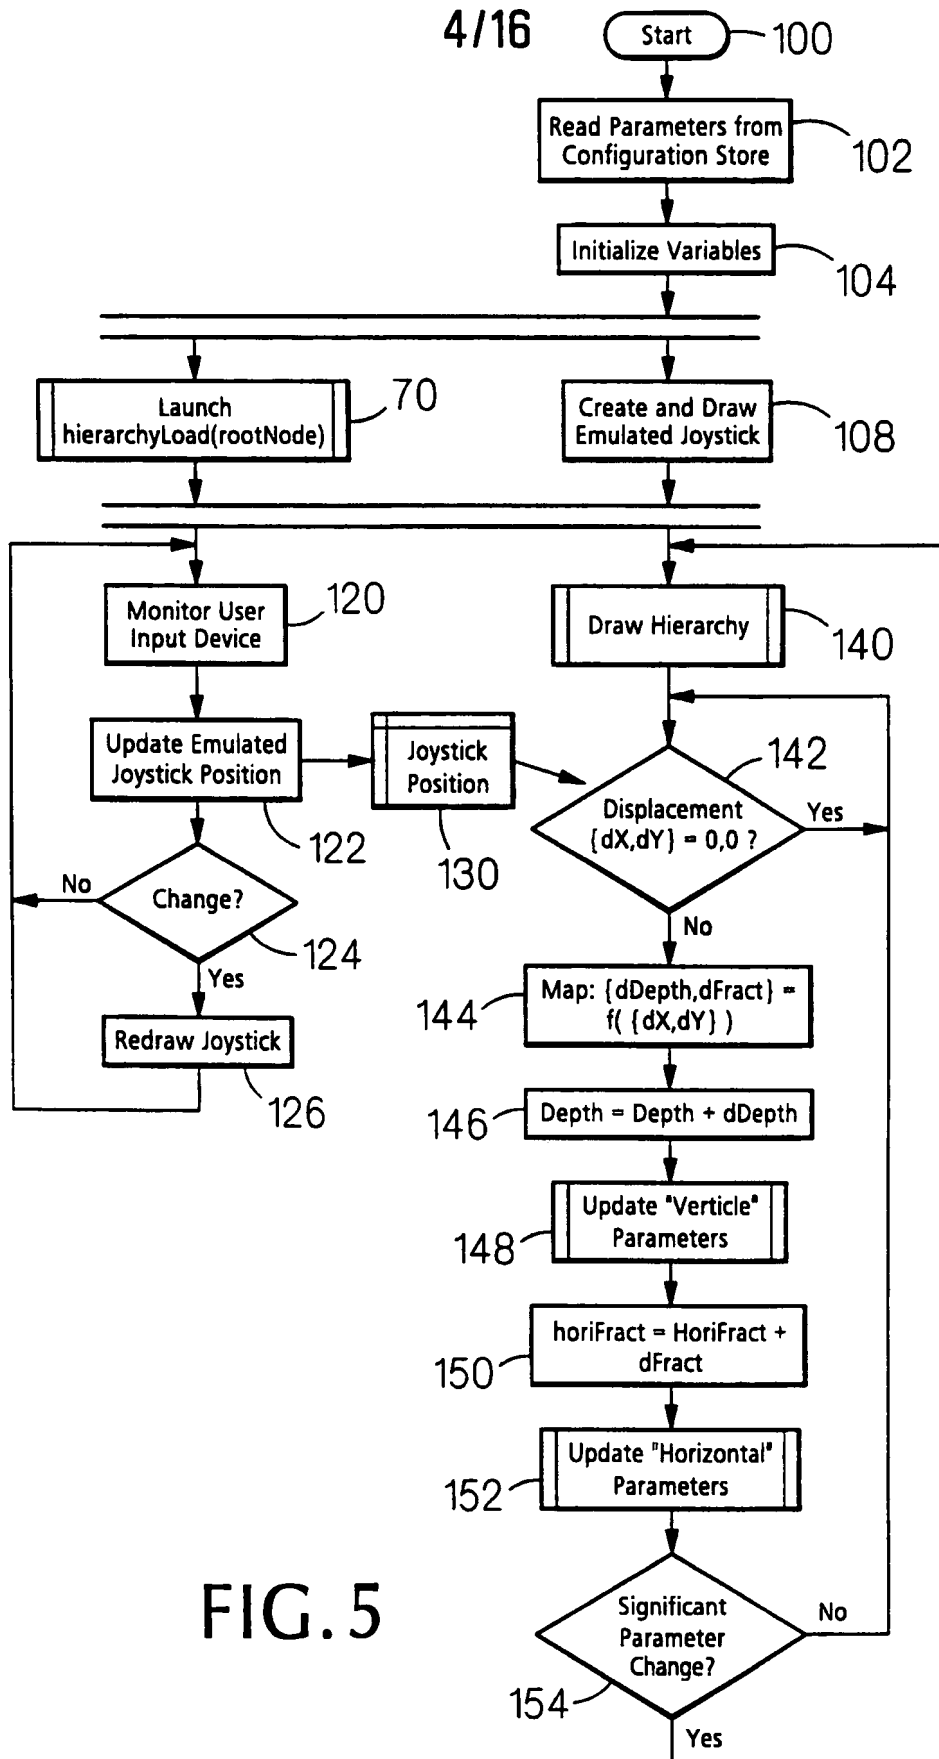 4/16
Start
100
Read Parameters from
Configuration Store
102
Initialize Variables
104
Launch
hierarchyLoad(rootNode)
70
Create and Draw
Emulated Joystick
108
Monitor User
Input Device
120
Draw Hierarchy
140
Update Emulated
Joystick Position
122
Joystick
Position
130
Displacement
{dX,dY} = 0,0 ?
142
Yes
No
Change?
124
No
Yes
Redraw Joystick
126
Map: {dDepth,dFract} =
f( {dX,dY} )
144
Depth = Depth + dDepth
146
Update "Verticle"
Parameters
148
horiFract = HoriFract +
dFract
150
Update "Horizontal"
Parameters
152
Significant
Parameter
Change?
154
No
Yes
FIG. 5